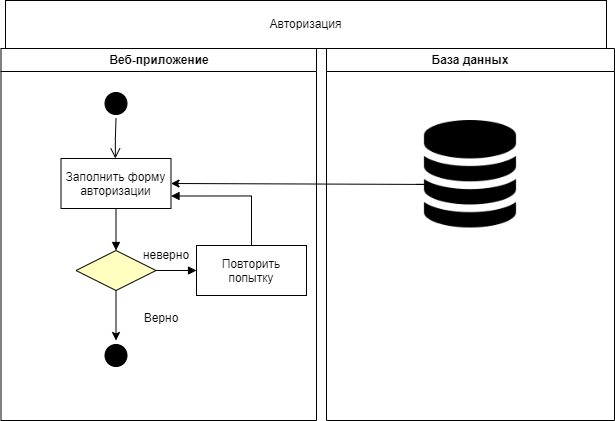 Авторизация
Веб-приложение
База данных
Заполнить форму
авторизации
неверно
Повторить
попытку
Верно